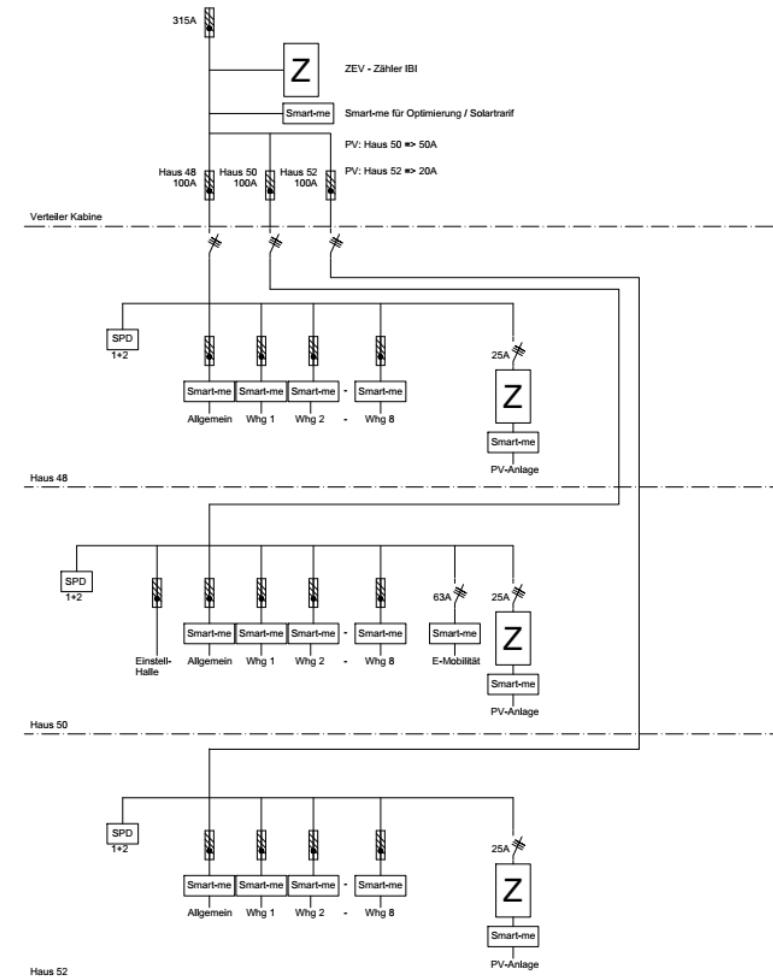 315A
Z
ZEV - Zähler IBI
Smart-me
Smart-me für Optimierung / Solartrarif
PV: Haus 50 => 50A
Haus 48
100A
Haus 50
100A
Haus 52
100A
PV: Haus 52 => 20A
Verteiler Kabine
SPD
1+2
25A
Z
Smart-me Smart-me Smart-me - Smart-me
Allgemein Whg 1 Whg 2 - Whg 8
Smart-me
PV-Anlage
Haus 48
SPD
1+2
63A
25A
Z
Smart-me Smart-me Smart-me - Smart-me Smart-me
Einstell-
Halle
Allgemein Whg 1 Whg 2 - Whg 8 E-Mobilität
Smart-me
PV-Anlage
Haus 50
SPD
1+2
25A
Z
Smart-me Smart-me Smart-me - Smart-me
Allgemein Whg 1 Whg 2 - Whg 8
Smart-me
PV-Anlage
Haus 52